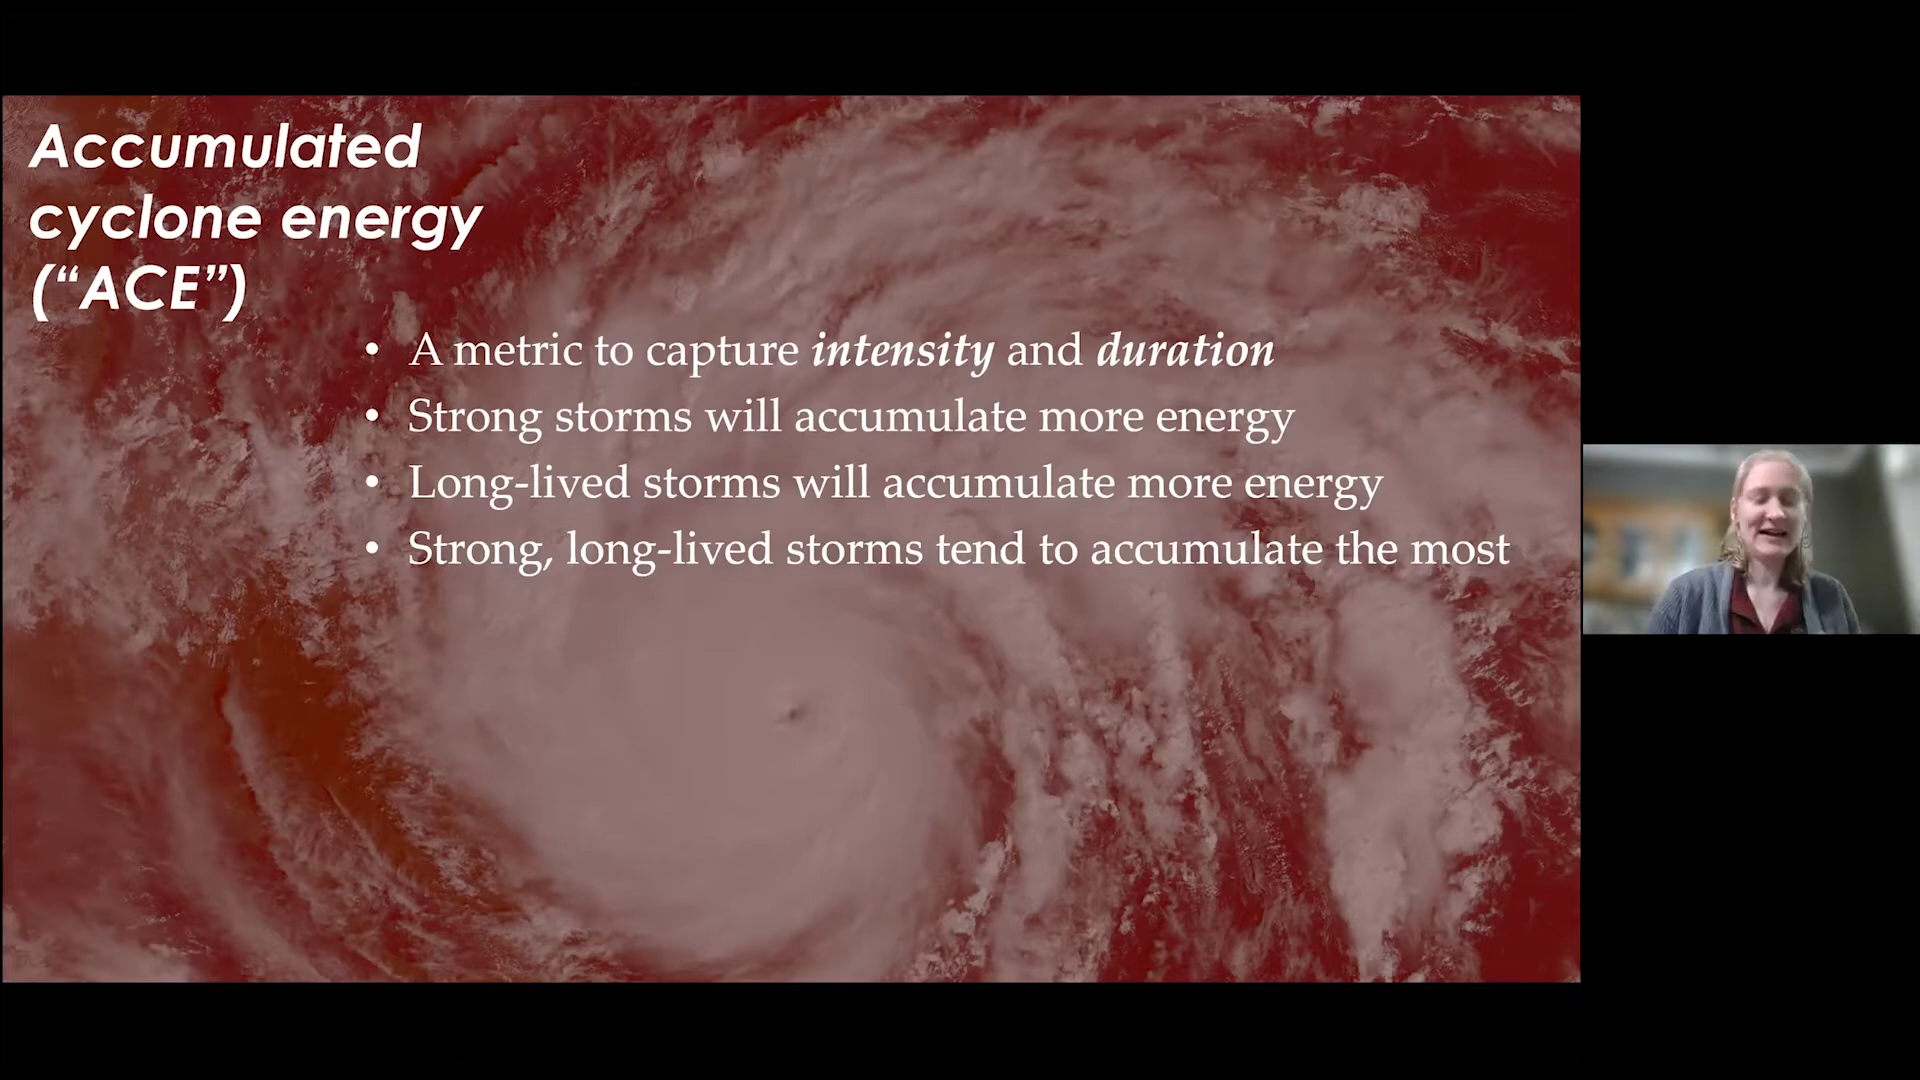 Accumulated
cyclone energy
(“ACE”)
• A metric to capture intensity and duration
• Strong storms will accumulate more energy
• Long-lived storms will accumulate more energy
• Strong, long-lived storms tend to accumulate the most